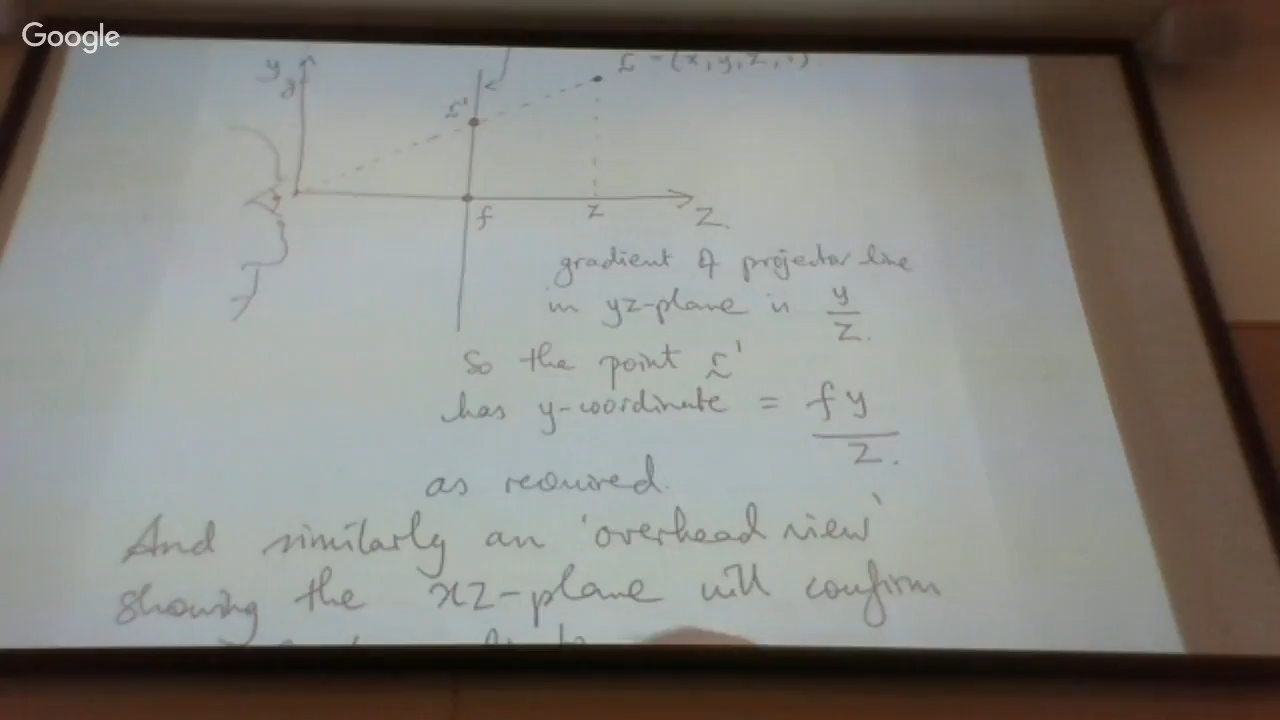 Google
y
r = (x, y, z, 1)
r'
f
z
Z
gradient of projector line
in yz-plane is y
z.
So the point r'
has y-coordinate = fy
z.
as required.
And similarly an 'overhead view'
showing the xz-plane will confirm